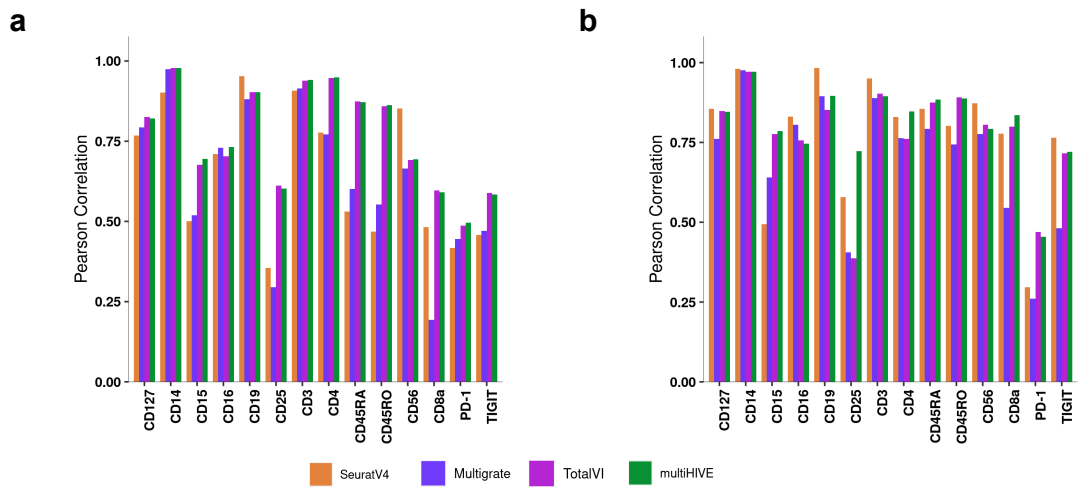 a
b
Pearson Correlation
1.00
0.75
0.50
0.25
0.00
CD127
CD14
CD15
CD16
CD19
CD25
CD3
CD4
CD45RA
CD45RO
CD56
CD8a
PD-1
TIGIT
Pearson Correlation
1.00
0.75
0.50
0.25
0.00
CD127
CD14
CD15
CD16
CD19
CD25
CD3
CD4
CD45RA
CD45RO
CD56
CD8a
PD-1
TIGIT
SeuratV4 Multigrate TotalVI multiHIVE